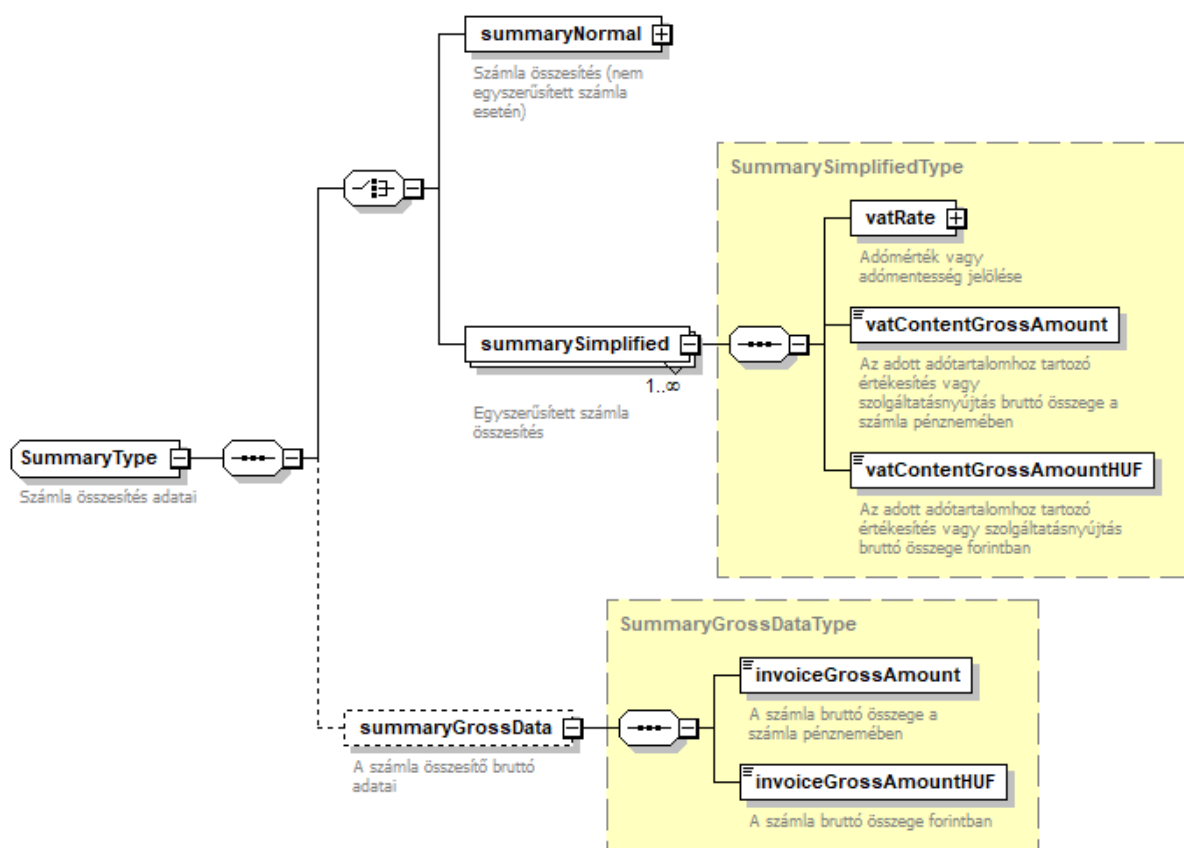 summaryNormal
Számla összesítés (nem
egyszerűsített számla
esetén)
SummarySimplifiedType
vatRate
Adómérték vagy
adómentesség jelölése
vatContentGrossAmount
Az adott adótartalomhoz tartozó
értékesítés vagy
szolgáltatásnyújtás bruttó összege a
számla pénznemében
summarySimplified
1..∞
Egyszerűsített számla
összesítés
vatContentGrossAmountHUF
Az adott adótartalomhoz tartozó
értékesítés vagy szolgáltatásnyújtás
bruttó összege forintban
SummaryType
Számla összesítés adatai
SummaryGrossDataType
invoiceGrossAmount
A számla bruttó összege a
számla pénznemében
summaryGrossData
A számla összesítő bruttó
adatai
invoiceGrossAmountHUF
A számla bruttó összege forintban